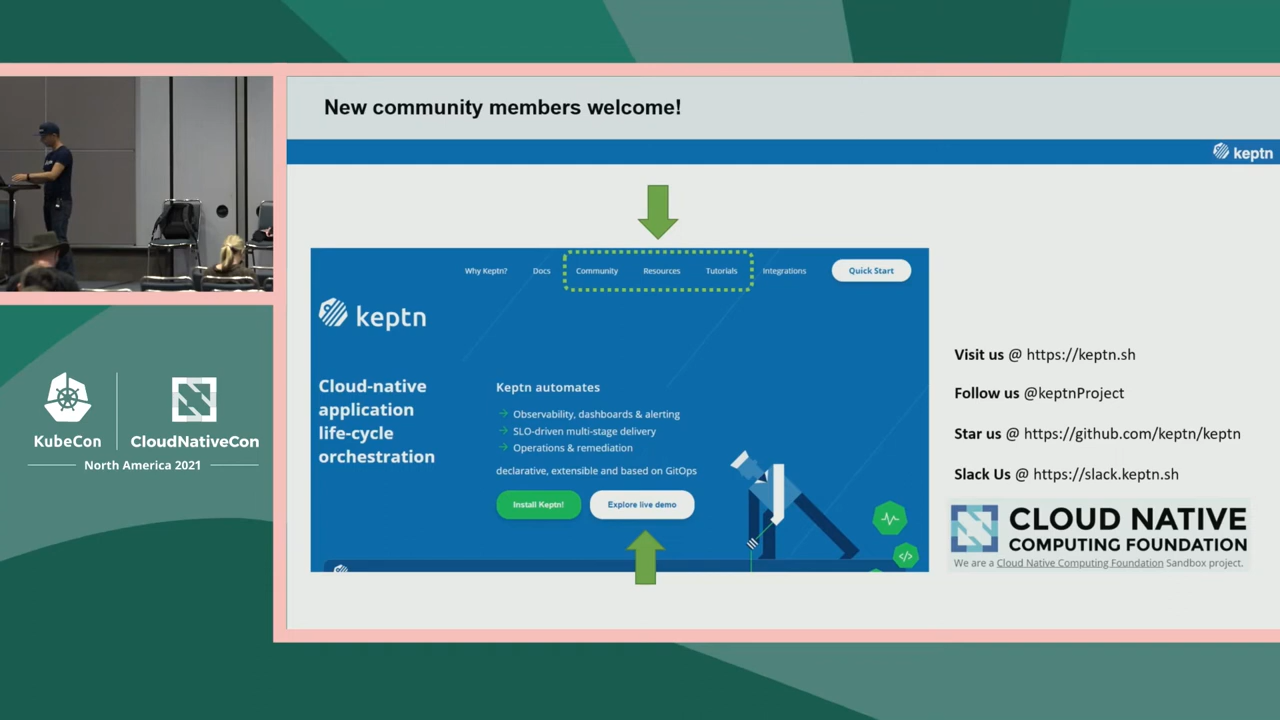 New community members welcome!
keptn
Why Keptn?
Docs
Community
Resources
Tutorials
Integrations
Quick Start
keptn
Cloud-native
application
life-cycle
orchestration
Keptn automates
Observability, dashboards & alerting
SLO-driven multi-stage delivery
Operations & remediation
declarative, extensible and based on GitOps
Install Keptn!
Explore live demo
Visit us @ https://keptn.sh
Follow us @keptnProject
Star us @ https://github.com/keptn/keptn
Slack Us @ https://slack.keptn.sh
CLOUD NATIVE
COMPUTING FOUNDATION
We are a Cloud Native Computing Foundation Sandbox project.
KubeCon
CloudNativeCon
North America 2021